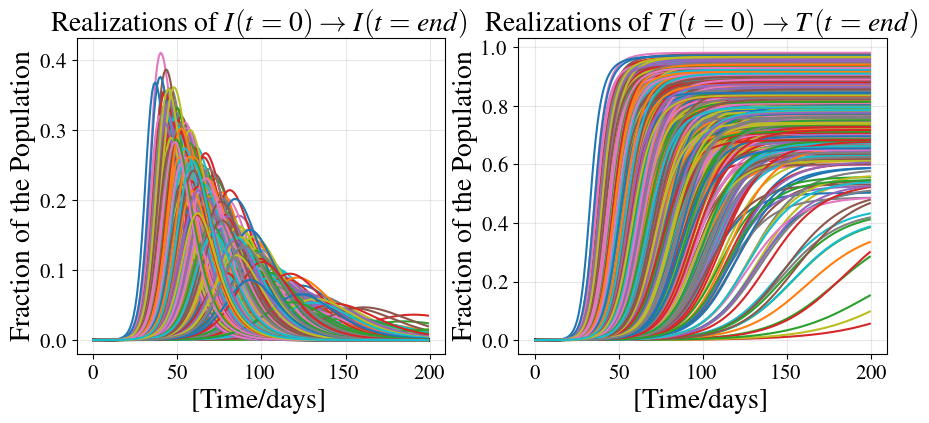 Realizations of I(t = 0) → I(t = end)
Fraction of the Population
0.4
0.3
0.2
0.1
0.0
0 50 100 150 200
[Time/days]
Realizations of T(t = 0) → T(t = end)
Fraction of the Population
1.0
0.8
0.6
0.4
0.2
0.0
0 50 100 150 200
[Time/days]